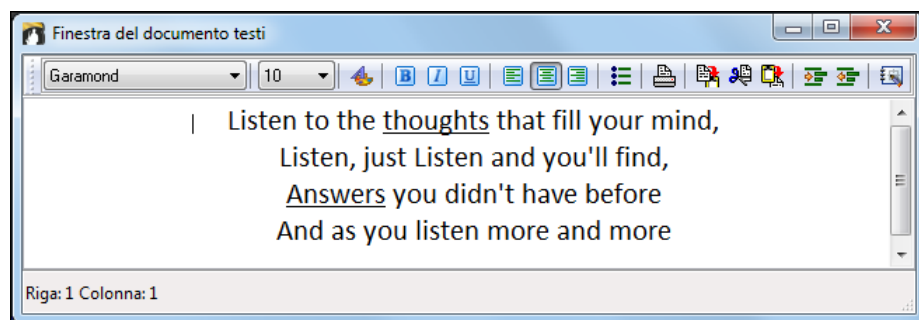 Finestra del documento testi
Garamond 10 B I U
Listen to the thoughts that fill your mind,
Listen, just Listen and you'll find,
Answers you didn't have before
And as you listen more and more
Riga: 1 Colonna: 1